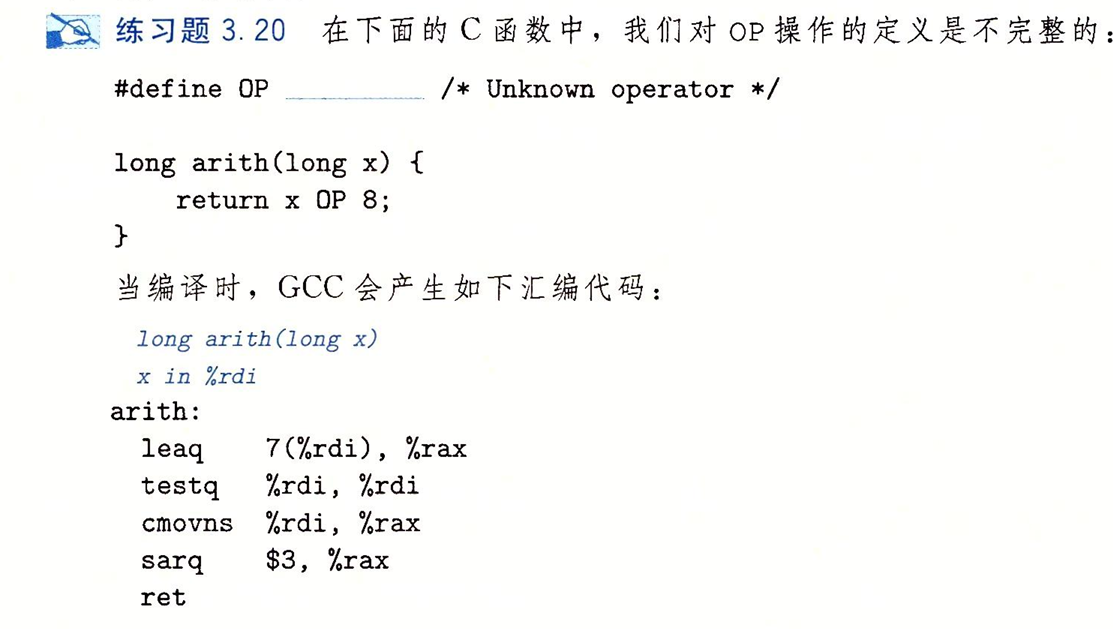 练习题 3.20 在下面的 C 函数中，我们对 OP 操作的定义是不完整的：
#define OP __________ /* Unknown operator */
long arith(long x) {
    return x OP 8;
}
当编译时，GCC 会产生如下汇编代码：
long arith(long x)
x in %rdi
arith:
leaq 7(%rdi), %rax
testq %rdi, %rdi
cmovns %rdi, %rax
sarq $3, %rax
ret